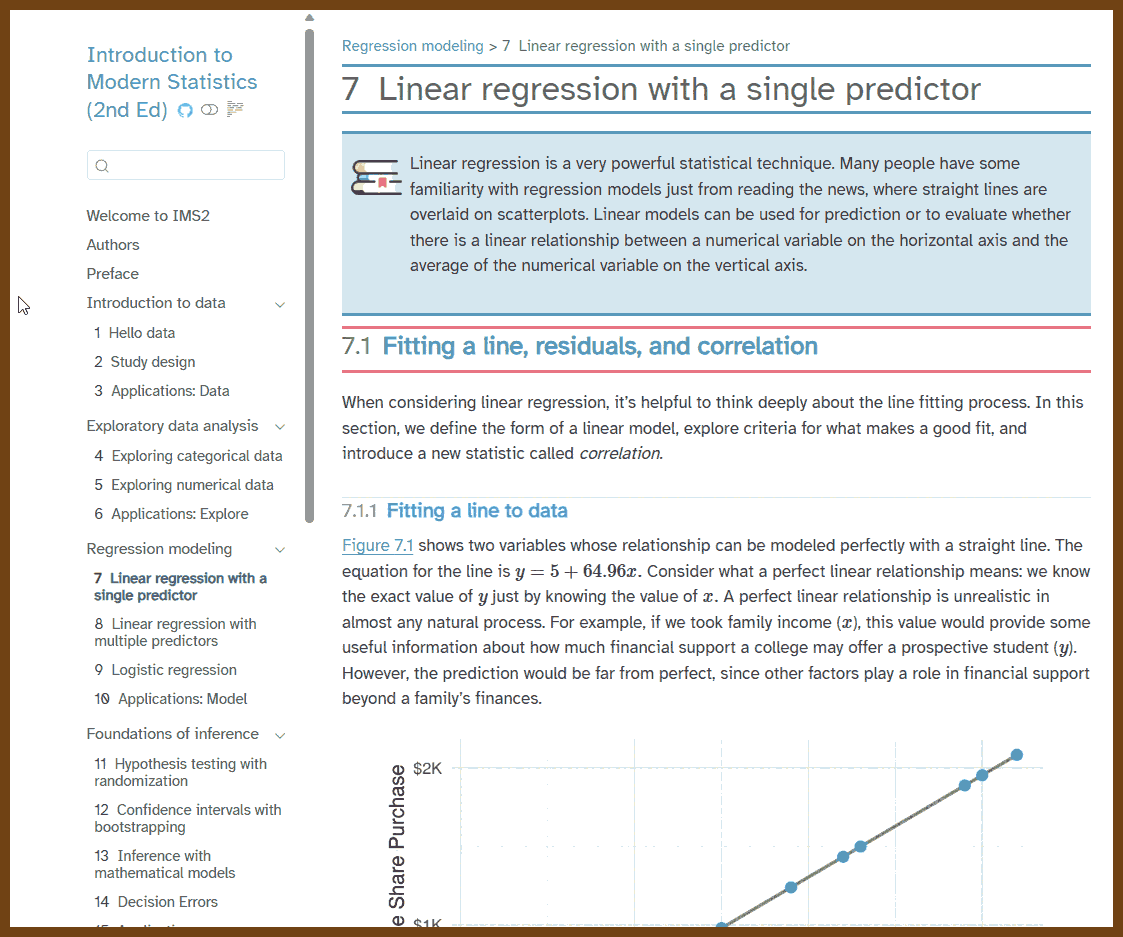 Introduction to
Modern Statistics
(2nd Ed)
Welcome to IMS2
Authors
Preface
Introduction to data
1 Hello data
2 Study design
3 Applications: Data
Exploratory data analysis
4 Exploring categorical data
5 Exploring numerical data
6 Applications: Explore
Regression modeling
7 Linear regression with a
single predictor
8 Linear regression with
multiple predictors
9 Logistic regression
10 Applications: Model
Foundations of inference
11 Hypothesis testing with
randomization
12 Confidence intervals with
bootstrapping
13 Inference with
mathematical models
14 Decision Errors
Regression modeling > 7 Linear regression with a single predictor
7 Linear regression with a single predictor
Linear regression is a very powerful statistical technique. Many people have some
familiarity with regression models just from reading the news, where straight lines are
overlaid on scatterplots. Linear models can be used for prediction or to evaluate whether
there is a linear relationship between a numerical variable on the horizontal axis and the
average of the numerical variable on the vertical axis.
7.1 Fitting a line, residuals, and correlation
When considering linear regression, it's helpful to think deeply about the line fitting process. In this
section, we define the form of a linear model, explore criteria for what makes a good fit, and
introduce a new statistic called correlation.
7.1.1 Fitting a line to data
Figure 7.1 shows two variables whose relationship can be modeled perfectly with a straight line. The
equation for the line is y = 5 + 64.96x. Consider what a perfect linear relationship means: we know
the exact value of y just by knowing the value of x. A perfect linear relationship is unrealistic in
almost any natural process. For example, if we took family income (x), this value would provide some
useful information about how much financial support a college may offer a prospective student (y).
However, the prediction would be far from perfect, since other factors play a role in financial support
beyond a family's finances.
$2K
e Share Purchase
$1K